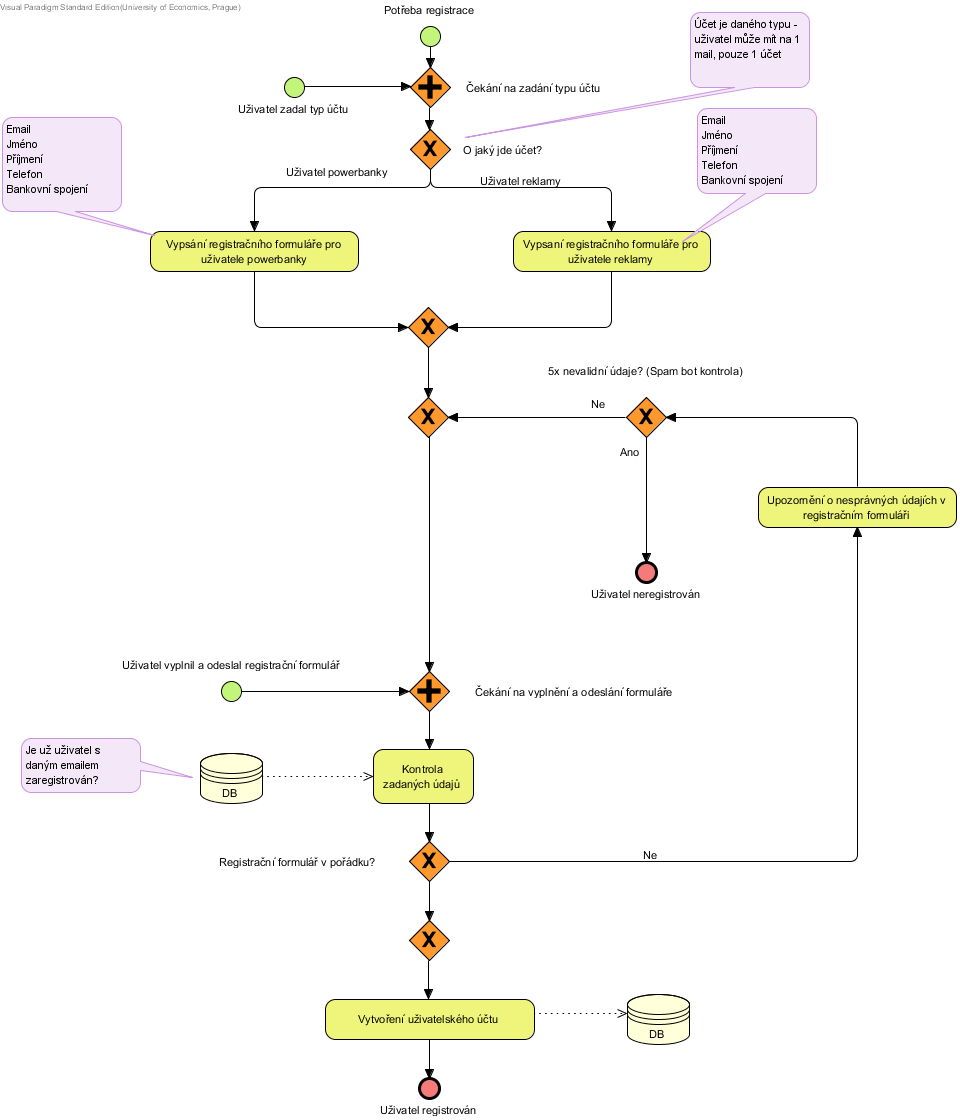 Visual Paradigm Standard Edition(University of Economics, Prague)
Potřeba registrace
Účet je daného typu -
uživatel může mít na 1
mail, pouze 1 účet
Uživatel zadal typ účtu
Čekání na zadání typu účtu
Email
Jméno
Příjmení
Telefon
Bankovní spojení
Email
Jméno
Příjmení
Telefon
Bankovní spojení
O jaký jde účet?
Uživatel powerbanky
Uživatel reklamy
Vypsání registračního formuláře pro
uživatele powerbanky
Vypsaní registračního formuláře pro
uživatele reklamy
5x nevalidní údaje? (Spam bot kontrola)
Ne
Ano
Upozornění o nesprávných údajích v
registračním formuláři
Uživatel neregistrován
Uživatel vyplnil a odeslal registrační formulář
Čekání na vyplnění a odeslání formuláře
Je už uživatel s
daným emailem
zaregistrován?
DB
Kontrola
zadaných údajů
Registrační formulář v pořádku?
Ne
Vytvoření uživatelského účtu
DB
Uživatel registrován